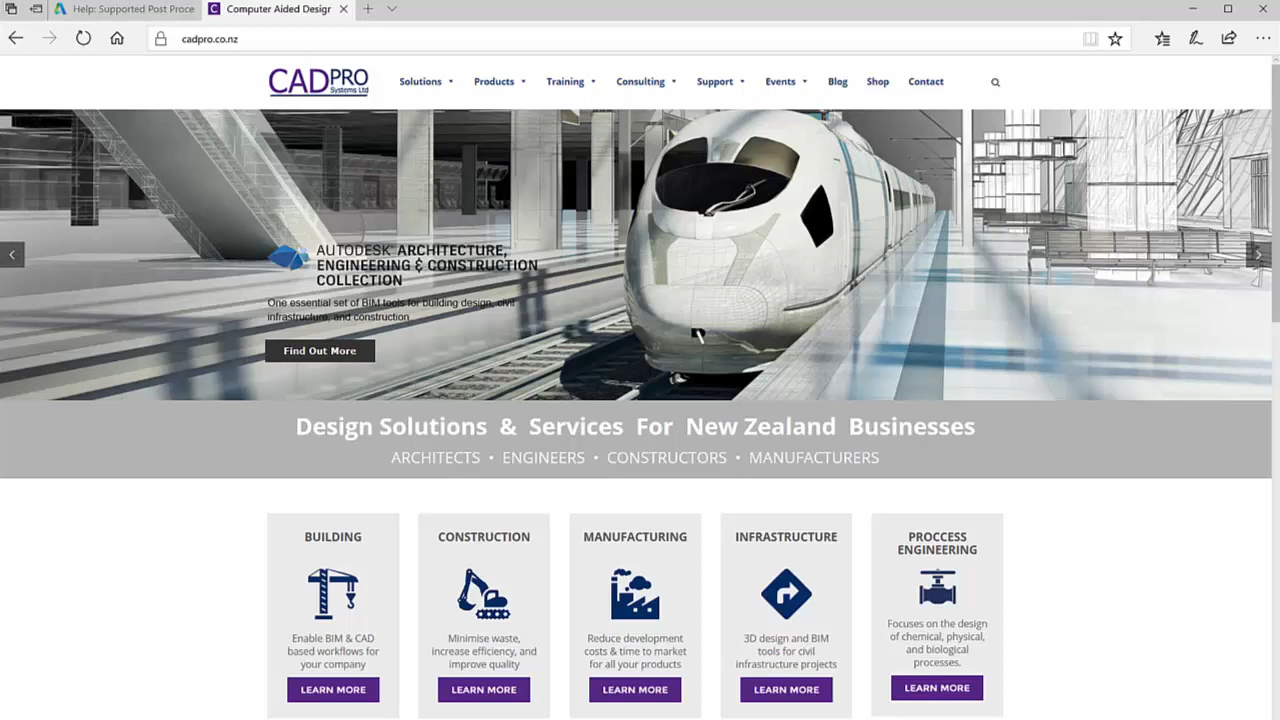 Help: Supported Post Proce
Computer Aided Desigr
cadpro.co.nz
CADPRO
Systems Ltd
Solutions
Products
Training
Consulting
Support
Events
Blog
Shop
Contact
AUTODESK ARCHITECTURE,
ENGINEERING & CONSTRUCTION
COLLECTION
One essential set of BIM tools for building design, civil
infrastructure, and construction
Find Out More
Design Solutions & Services For New Zealand Businesses
ARCHITECTS • ENGINEERS • CONSTRUCTORS • MANUFACTURERS
BUILDING
Enable BIM & CAD
based workflows for
your company
LEARN MORE
CONSTRUCTION
Minimise waste,
increase efficiency, and
improve quality
LEARN MORE
MANUFACTURING
Reduce development
costs & time to market
for all your products
LEARN MORE
INFRASTRUCTURE
3D design and BIM
tools for civil
infrastructure projects
LEARN MORE
PROCCESS
ENGINEERING
Focuses on the design
of chemical, physical,
and biological
processes.
LEARN MORE